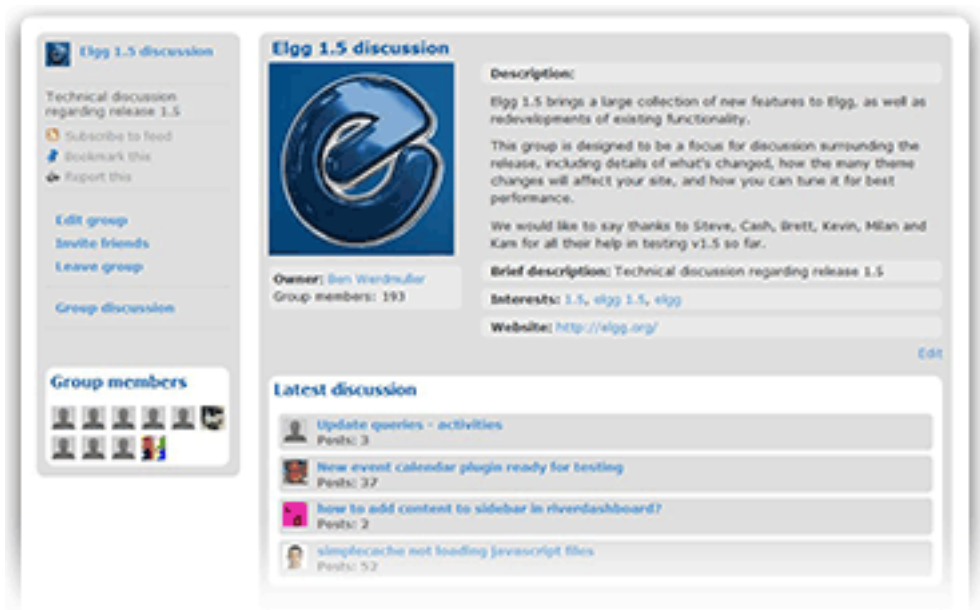 Elgg 1.5 discussion
Technical discussion
regarding release 1.5
Subscribe to feed
Bookmark this
Report this
Edit group
Invite friends
Leave group
Group discussion
Group members
Elgg 1.5 discussion
Owner: Ben Werdmuller
Group members: 193
Description:
Elgg 1.5 brings a large collection of new features to Elgg, as well as
redevelopments of existing functionality.
This group is designed to be a focus for discussion surrounding the
release, including details of what's changed, how the many theme
changes will affect your site, and how you can tune it for best
performance.
We would like to say thanks to Steve, Cash, Brett, Kevin, Milan and
Kam for all their help in testing v1.5 so far.
Brief description: Technical discussion regarding release 1.5
Interests: 1.5, elgg 1.5, elgg
Website: http://elgg.org/
Edit
Latest discussion
Update queries - activities
Posts: 3
New event calendar plugin ready for testing
Posts: 37
how to add content to sidebar in riverdashboard?
Posts: 2
simplecache not loading javascript files
Posts: 52